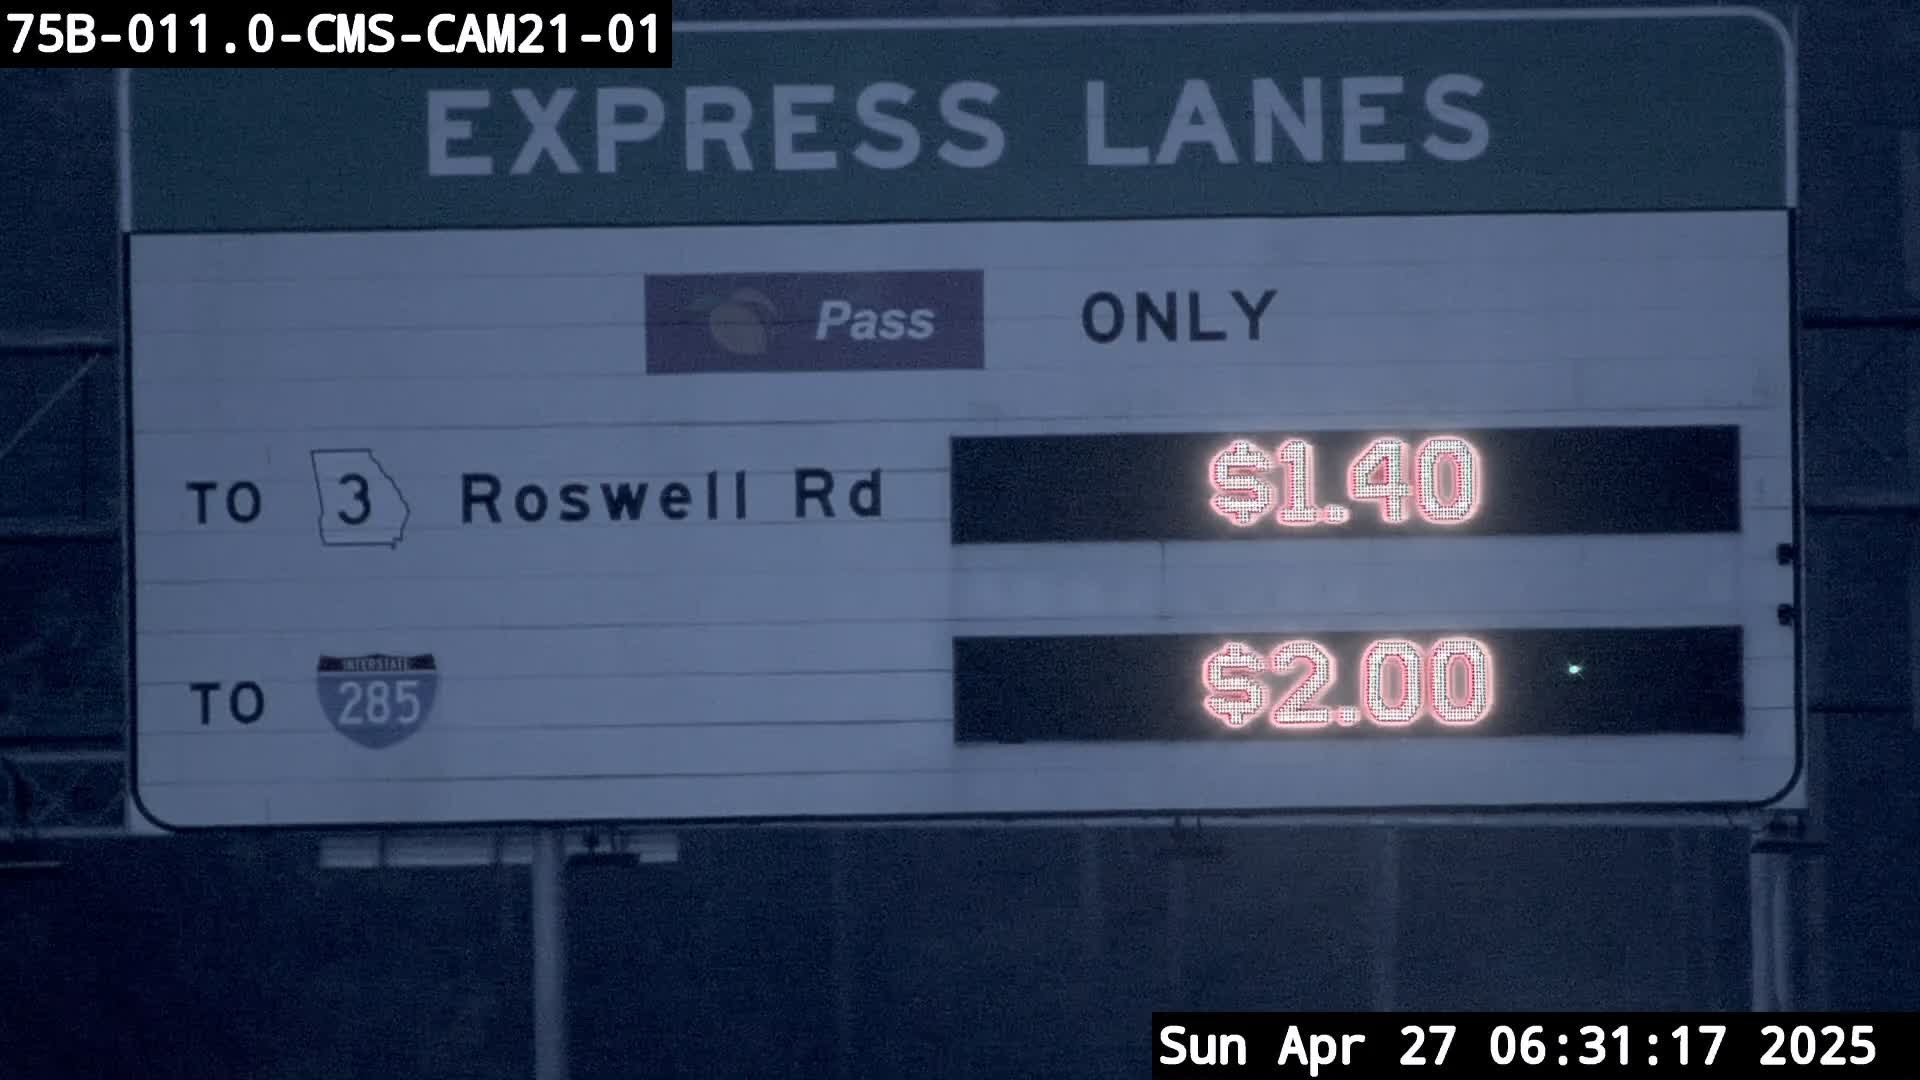 75B-011.0-CMS-CAM21-01
EXPRESS LANES
Pass ONLY
TO 3 Roswell Rd $1.40
TO INTERSTATE 285 $2.00
Sun Apr 27 06:31:17 2025